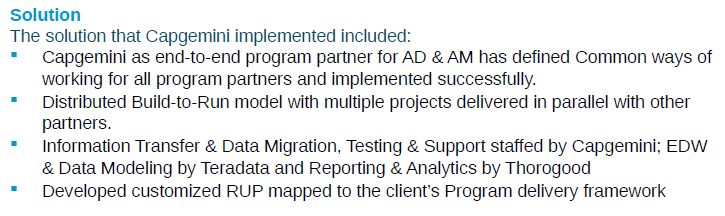 Solution
The solution that Capgemini implemented included:
▪ Capgemini as end-to-end program partner for AD & AM has defined Common ways of
working for all program partners and implemented successfully.
▪ Distributed Build-to-Run model with multiple projects delivered in parallel with other
partners.
▪ Information Transfer & Data Migration, Testing & Support staffed by Capgemini; EDW
& Data Modeling by Teradata and Reporting & Analytics by Thorogood
▪ Developed customized RUP mapped to the client's Program delivery framework